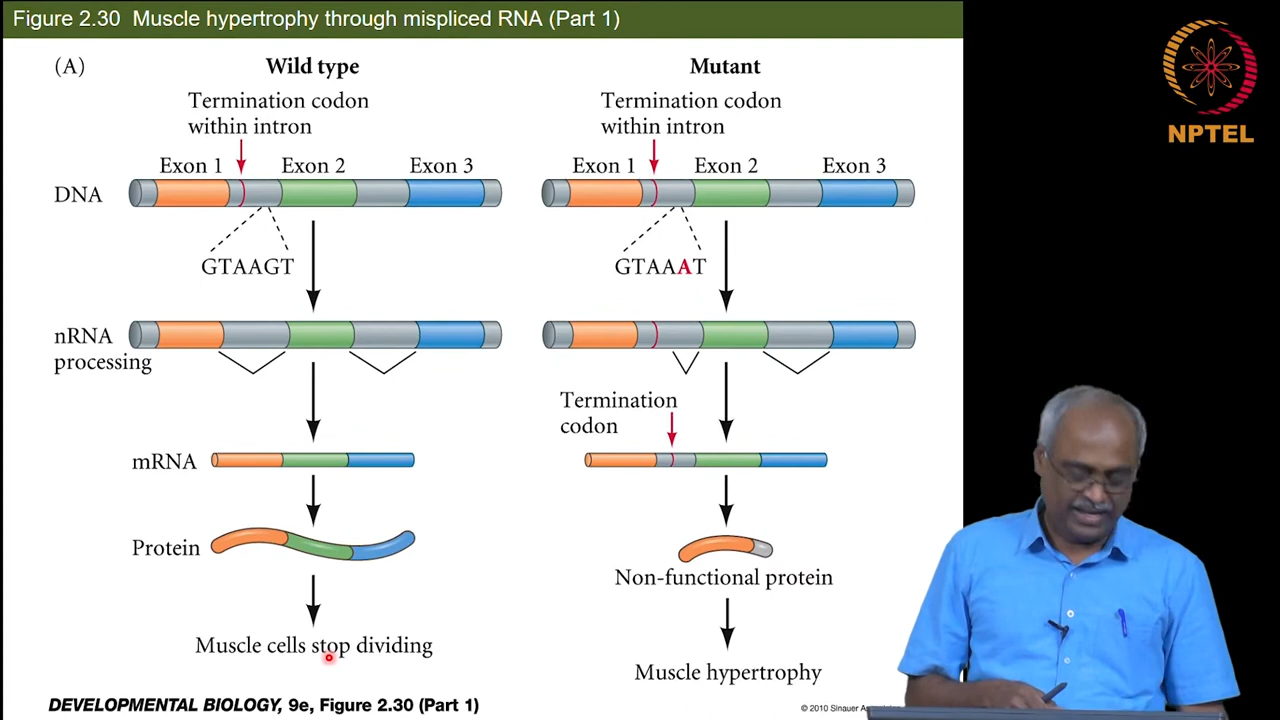 Figure 2.30 Muscle hypertrophy through mispliced RNA (Part 1)
NPTEL
(A)
Wild type
Termination codon
within intron
Exon 1
Exon 2
Exon 3
DNA
GTAAGT
nRNA
processing
mRNA
Protein
Muscle cells stop dividing
Mutant
Termination codon
within intron
Exon 1
Exon 2
Exon 3
GTAAAT
Termination
codon
Non-functional protein
Muscle hypertrophy
DEVELOPMENTAL BIOLOGY, 9e, Figure 2.30 (Part 1)
© 2010 Sinauer